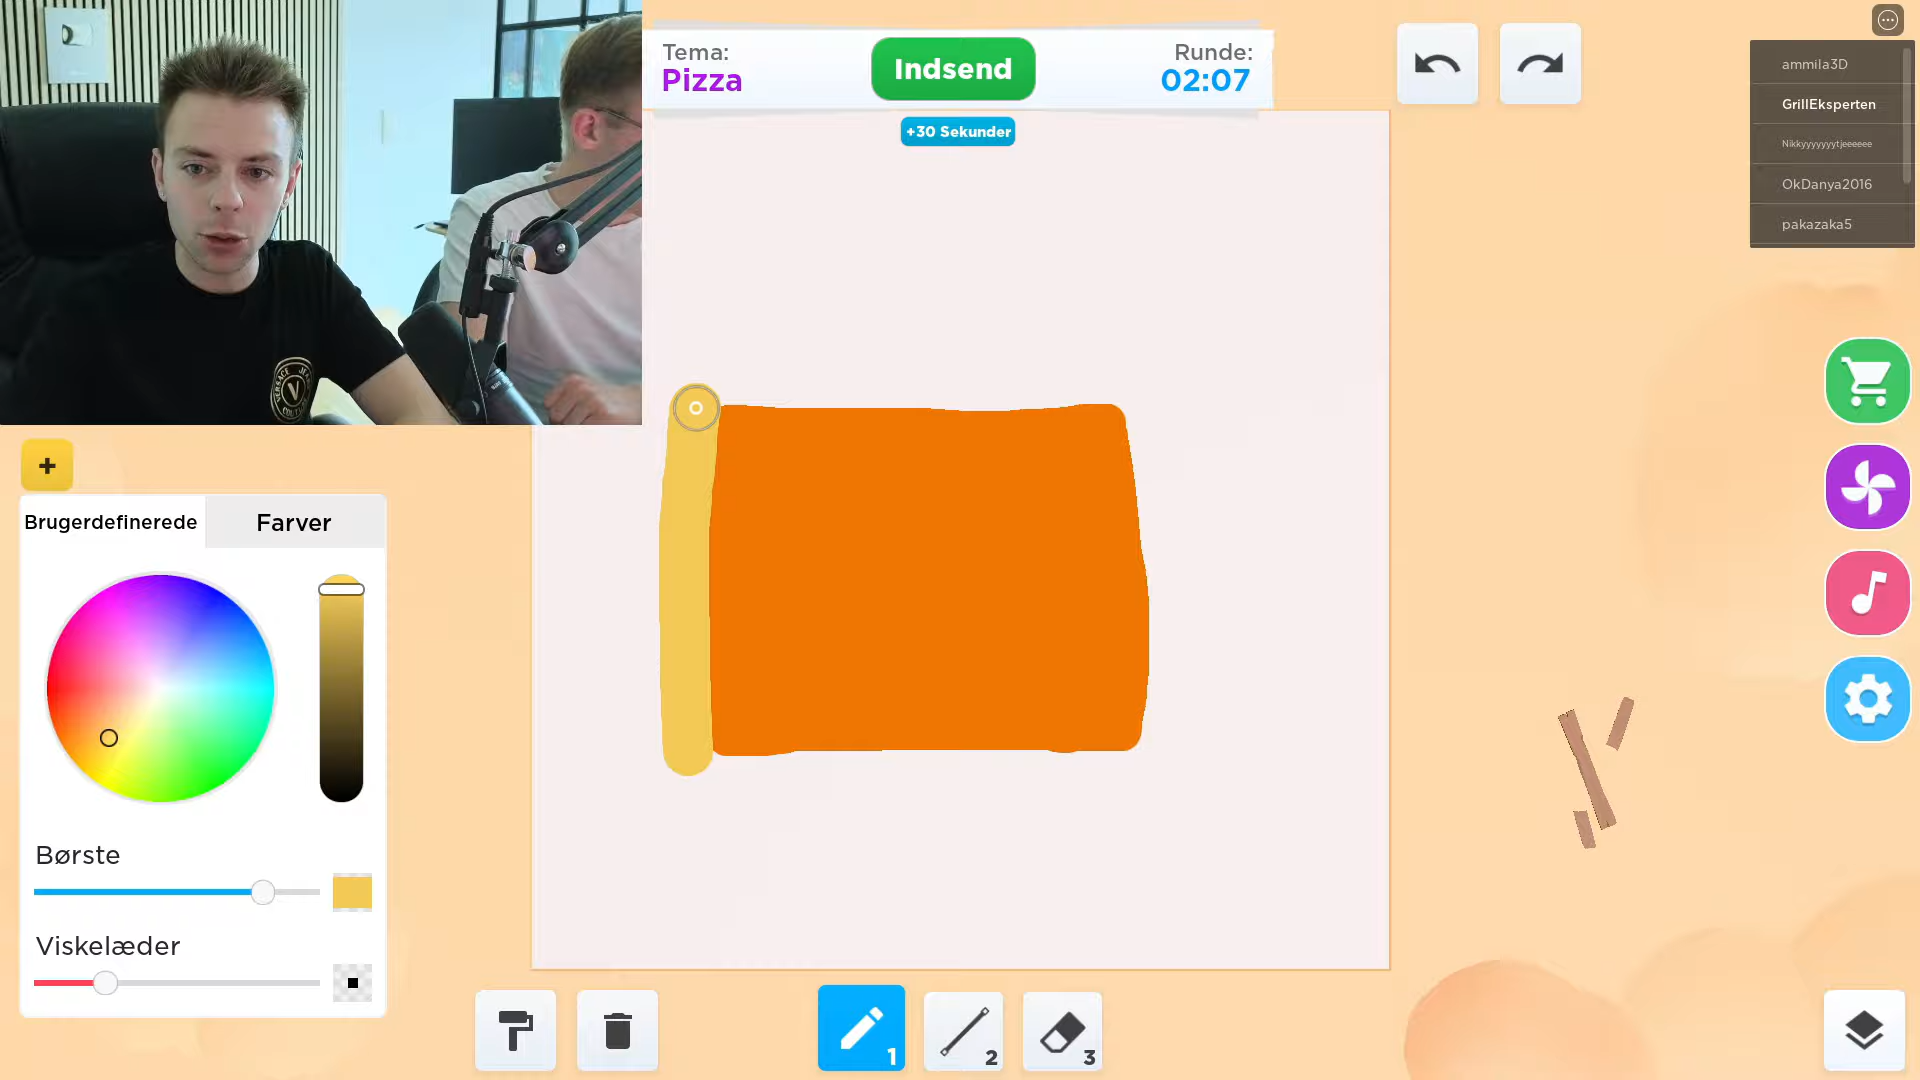 Tema:
Pizza
Indsend
Runde:
02:07
+30 Sekunder
ammila3D
GrillEksperten
Nikkyyyyyyytjeeeeee
OkDanya2016
pakazaka5
+
Brugerdefinerede
Farver
Børste
Viskelæder
1
2
3